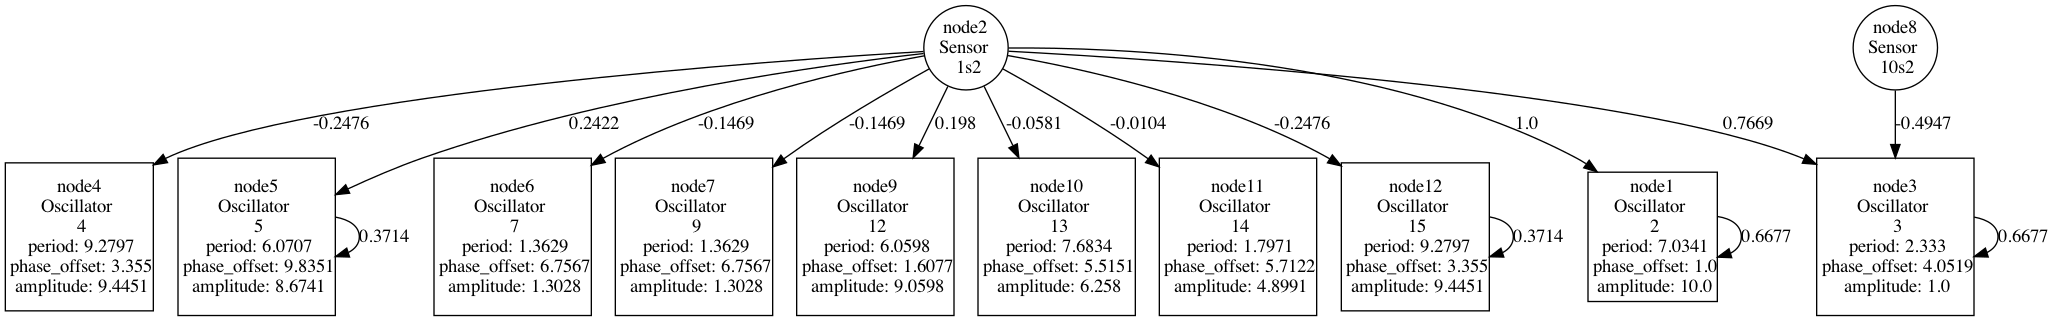 node2
Sensor
1s2
node8
Sensor
10s2
-0.2476
0.2422
-0.1469
-0.1469
0.198
-0.0581
-0.0104
-0.2476
1.0
0.7669
-0.4947
node4
Oscillator
4
period: 9.2797
phase_offset: 3.355
amplitude: 9.4451
node5
Oscillator
5
period: 6.0707
phase_offset: 9.8351
amplitude: 8.6741
0.3714
node6
Oscillator
7
period: 1.3629
phase_offset: 6.7567
amplitude: 1.3028
node7
Oscillator
9
period: 1.3629
phase_offset: 6.7567
amplitude: 1.3028
node9
Oscillator
12
period: 6.0598
phase_offset: 1.6077
amplitude: 9.0598
node10
Oscillator
13
period: 7.6834
phase_offset: 5.5151
amplitude: 6.258
node11
Oscillator
14
period: 1.7971
phase_offset: 5.7122
amplitude: 4.8991
node12
Oscillator
15
period: 9.2797
phase_offset: 3.355
amplitude: 9.4451
0.3714
node1
Oscillator
2
period: 7.0341
phase_offset: 1.0
amplitude: 10.0
0.6677
node3
Oscillator
3
period: 2.333
phase_offset: 4.0519
amplitude: 1.0
0.6677